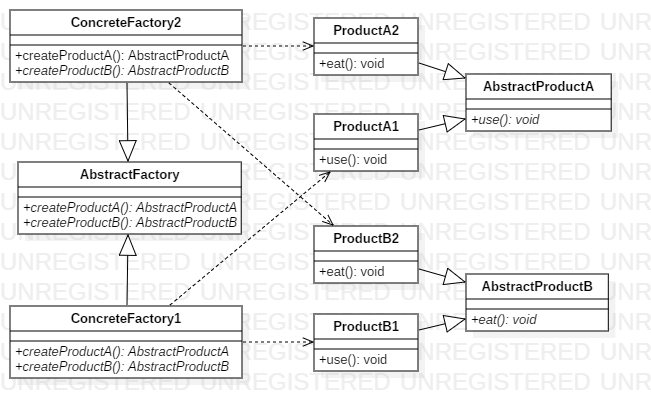 ConcreteFactory2
+createProductA(): AbstractProductA
+createProductB(): AbstractProductB
AbstractFactory
+createProductA(): AbstractProductA
+createProductB(): AbstractProductB
ConcreteFactory1
+createProductA(): AbstractProductA
+createProductB(): AbstractProductB
ProductA2
+eat(): void
ProductA1
+use(): void
ProductB2
+eat(): void
ProductB1
+use(): void
AbstractProductA
+use(): void
AbstractProductB
+eat(): void
UNREGISTERED